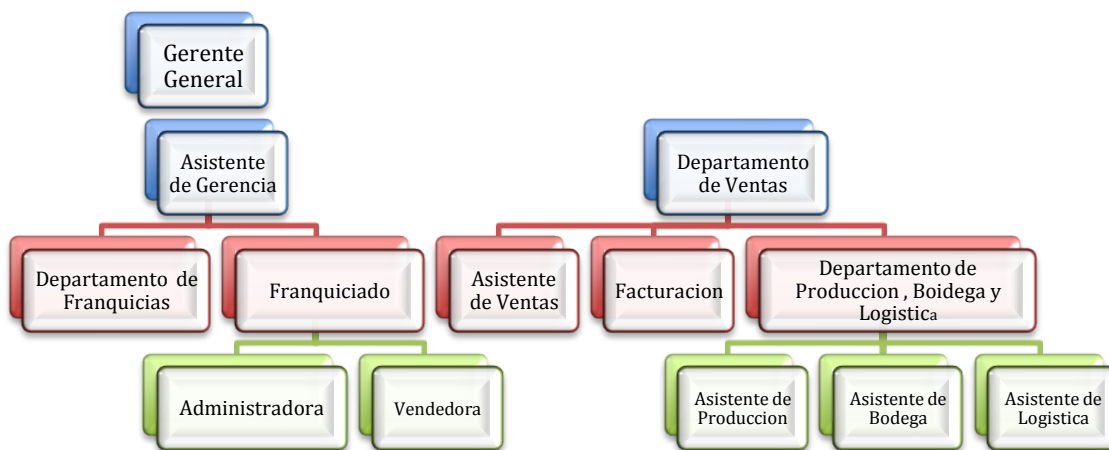 Gerente
General
Asistente
de Gerencia
Departamento
de Ventas
Departamento de
Franquicias
Franquiciado
Asistente
de Ventas
Facturacion
Departamento de
Produccion , Boidega y
Logistica
Administradora
Vendedora
Asistente de
Produccion
Asistente de
Bodega
Asistente de
Logistica